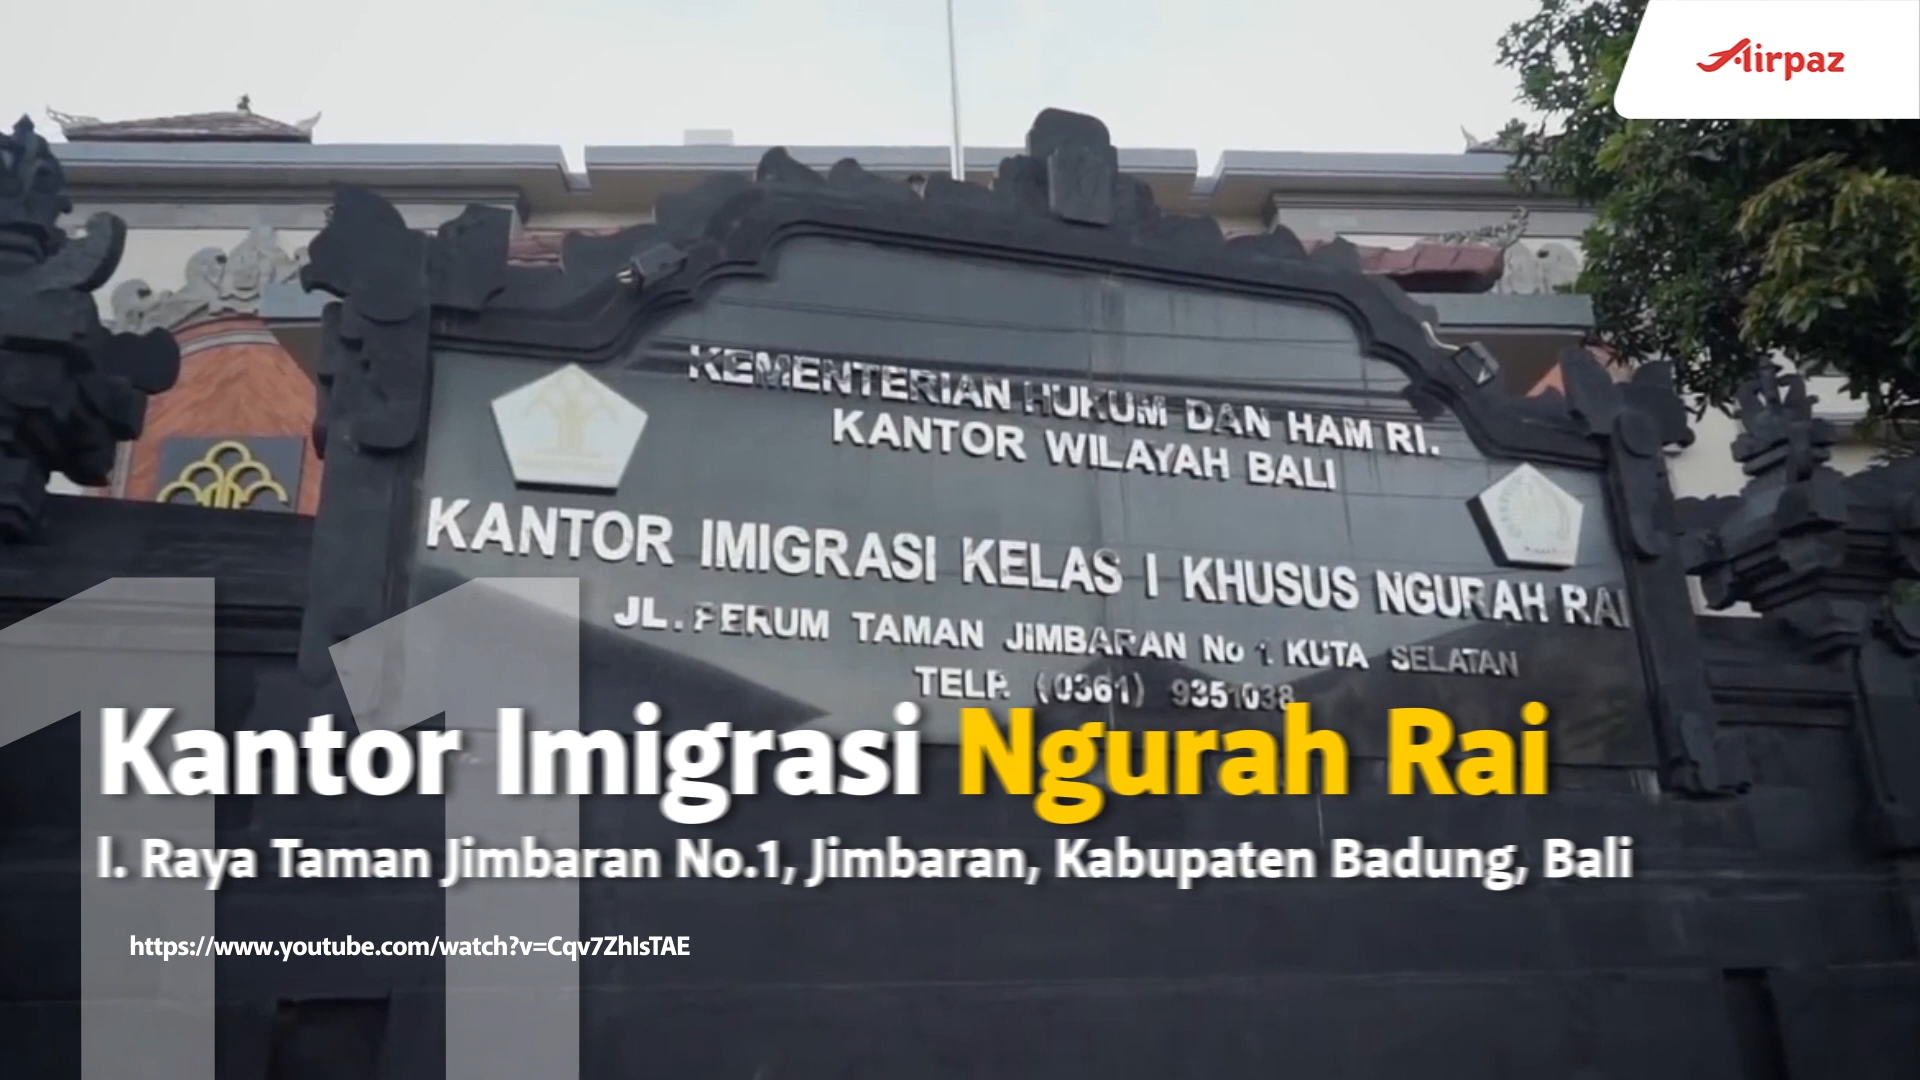 Airpaz
KEMENTERIAN HUKUM DAN HAM RI.
KANTOR WILAYAH BALI
KANTOR IMIGRASI KELAS I KHUSUS NGURAH RAI
JL. PERUM TAMAN JIMBARAN No 1. KUTA SELATAN
TELP. (0361) 9351038
11
Kantor Imigrasi Ngurah Rai
l. Raya Taman Jimbaran No.1, Jimbaran, Kabupaten Badung, Bali
https://www.youtube.com/watch?v=Cqv7ZhIsTAE